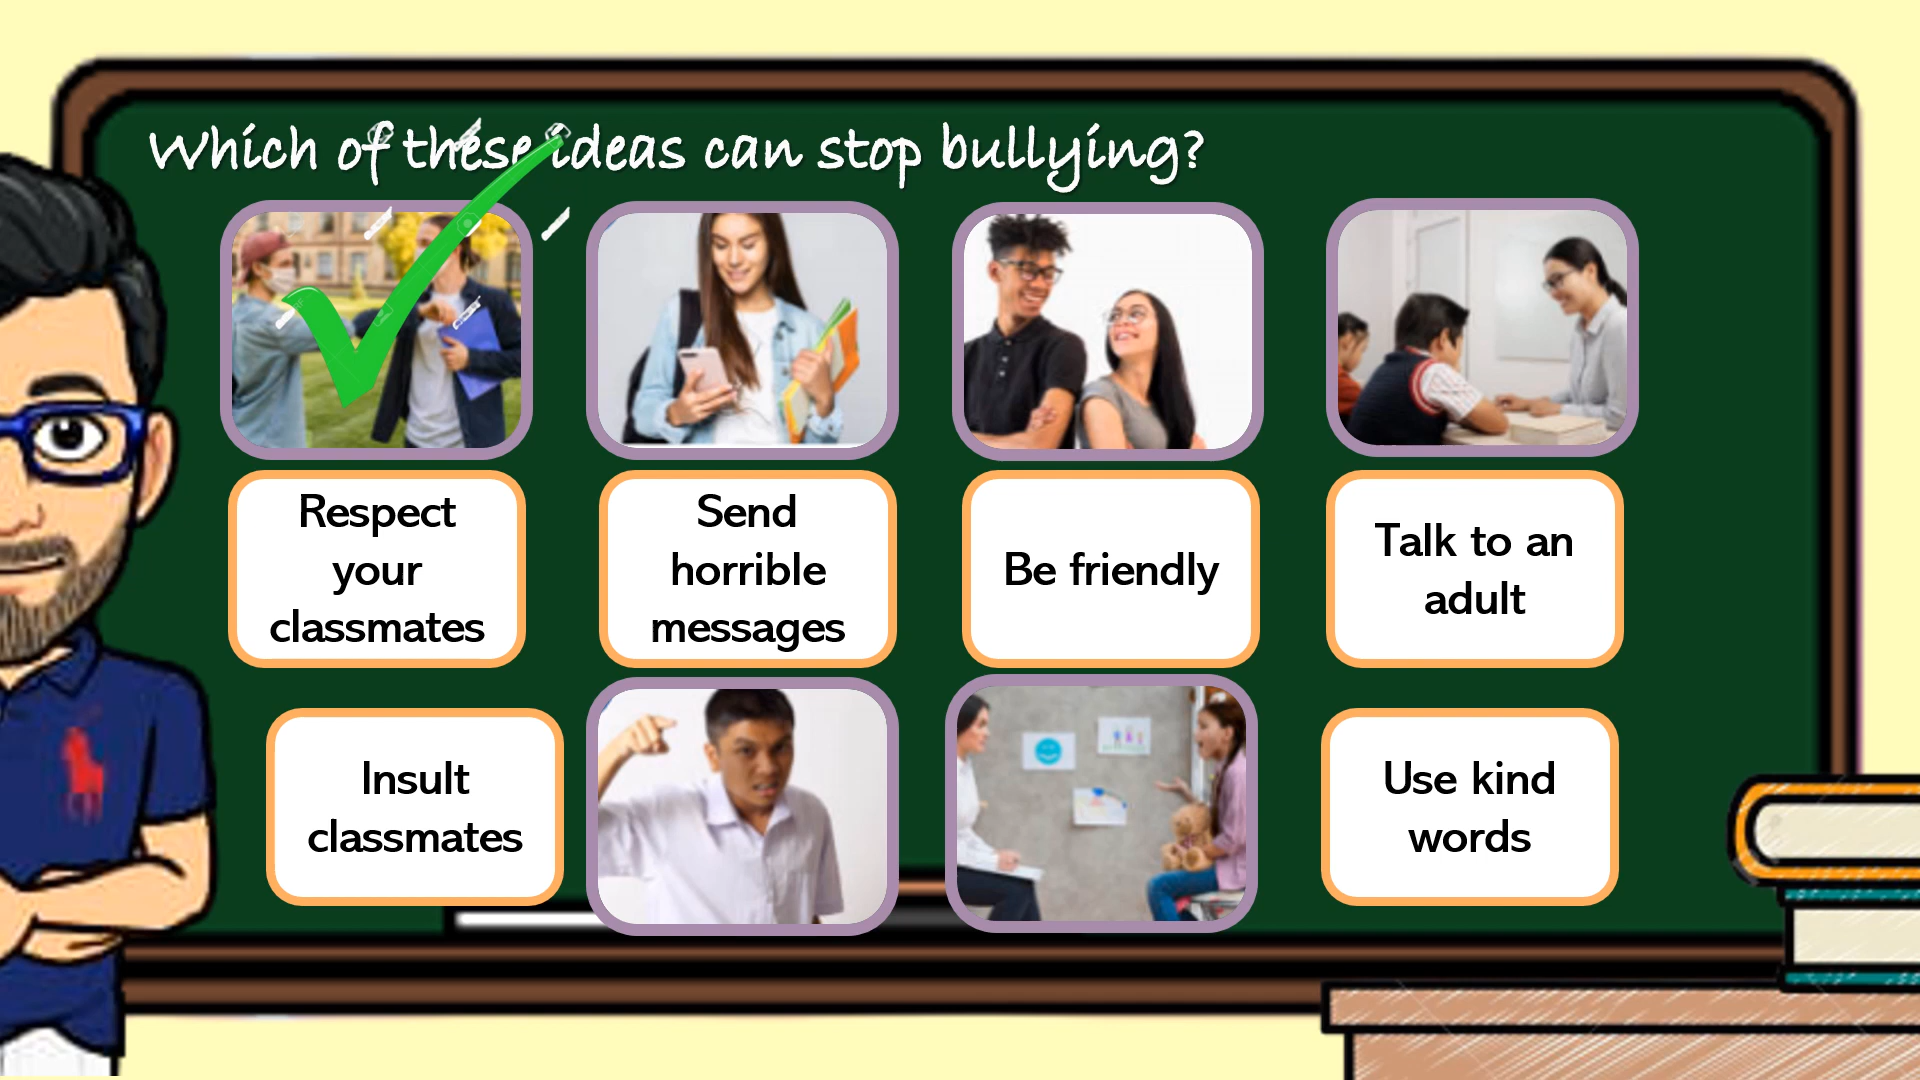 Which of these ideas can stop bullying?
Respect
your
classmates
Send
horrible
messages
Be friendly
Talk to an
adult
Insult
classmates
Use kind
words